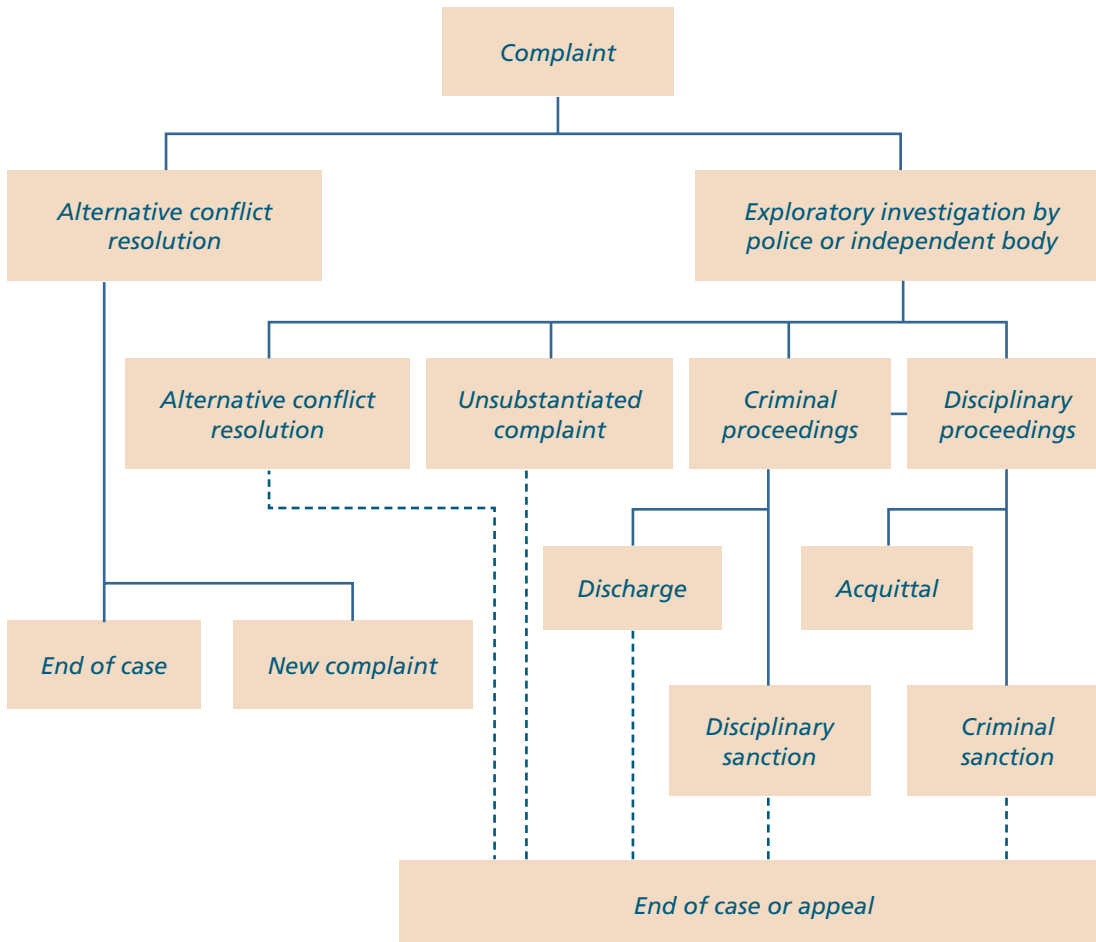 Complaint
Alternative conflict
resolution
Exploratory investigation by
police or independent body
Alternative conflict
resolution
Unsubstantiated
complaint
Criminal
proceedings
Disciplinary
proceedings
Discharge
Acquittal
End of case
New complaint
Disciplinary
sanction
Criminal
sanction
End of case or appeal